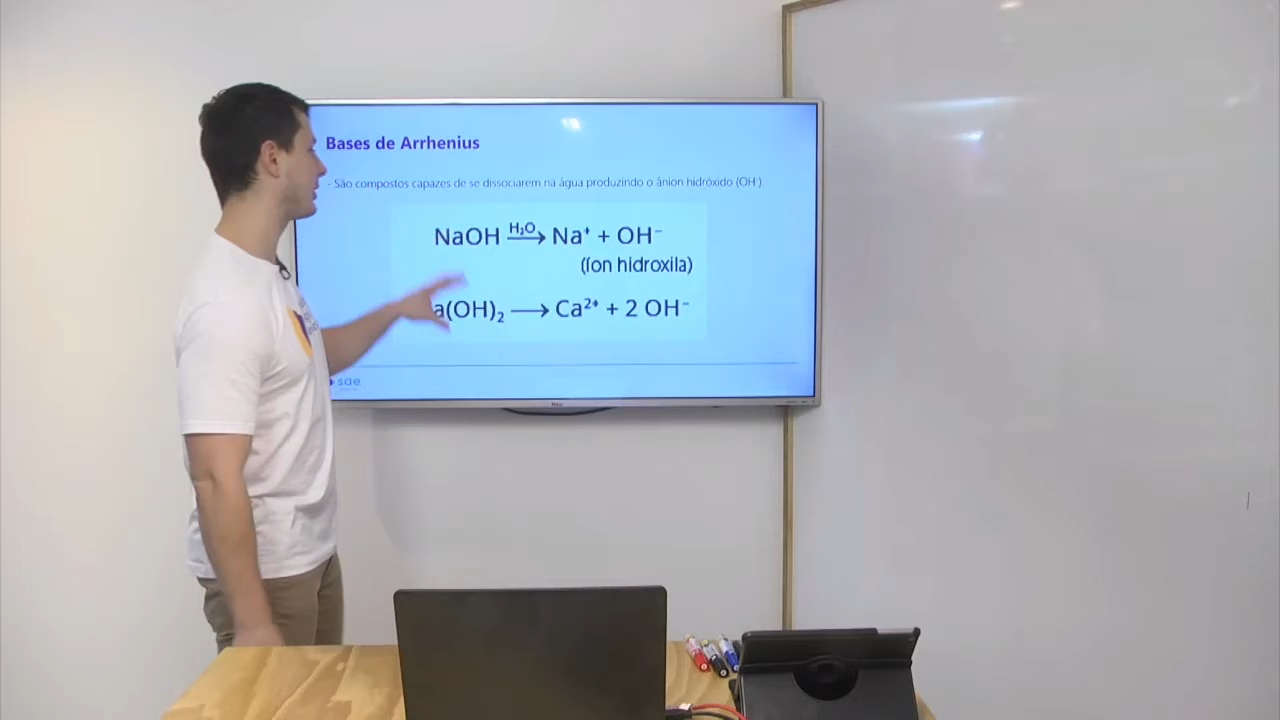 Bases de Arrhenius
- São compostos capazes de se dissociarem na água produzindo o ânion hidróxido (OH⁻).
NaOH H₂O⟶ Na⁺ + OH⁻
(íon hidroxila)
a(OH)₂ ⟶ Ca²⁺ + 2 OH⁻
sae